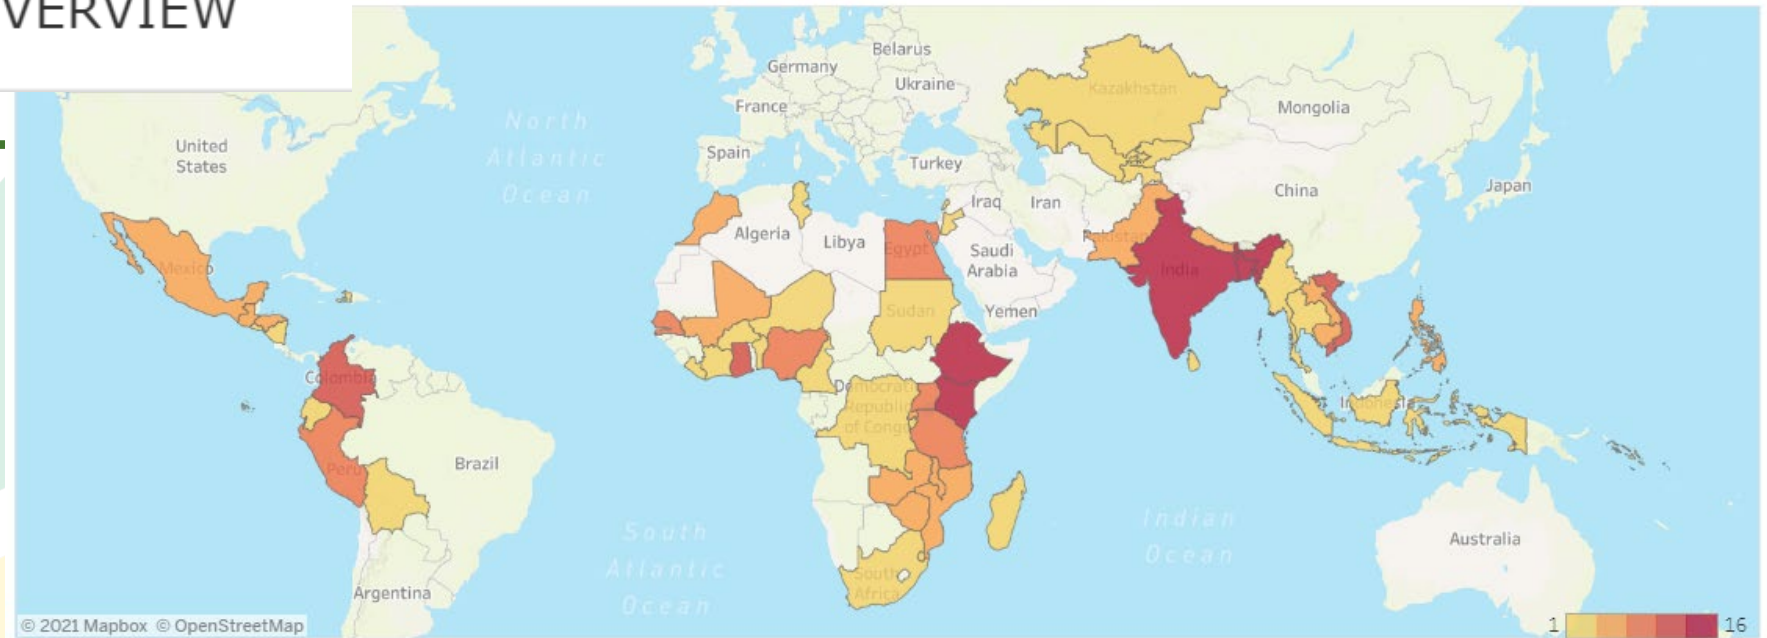 VERVIEW
Belarus
Germany
Ukraine
Kazakhstan
France
Mongolia
North
Atlantic
Ocean
United
States
Spain
Turkey
China
Japan
Iraq
Iran
Algeria
Libya
Egypt
Saudi
Arabia
Pakistan
Mexico
India
Sudan
Yemen
Colombia
Democratic
Republic
of Congo
Indonesia
Brazil
Peru
South
Atlantic
Ocean
Indian
Ocean
Australia
South
Africa
Argentina
© 2021 Mapbox © OpenStreetMap
1
16